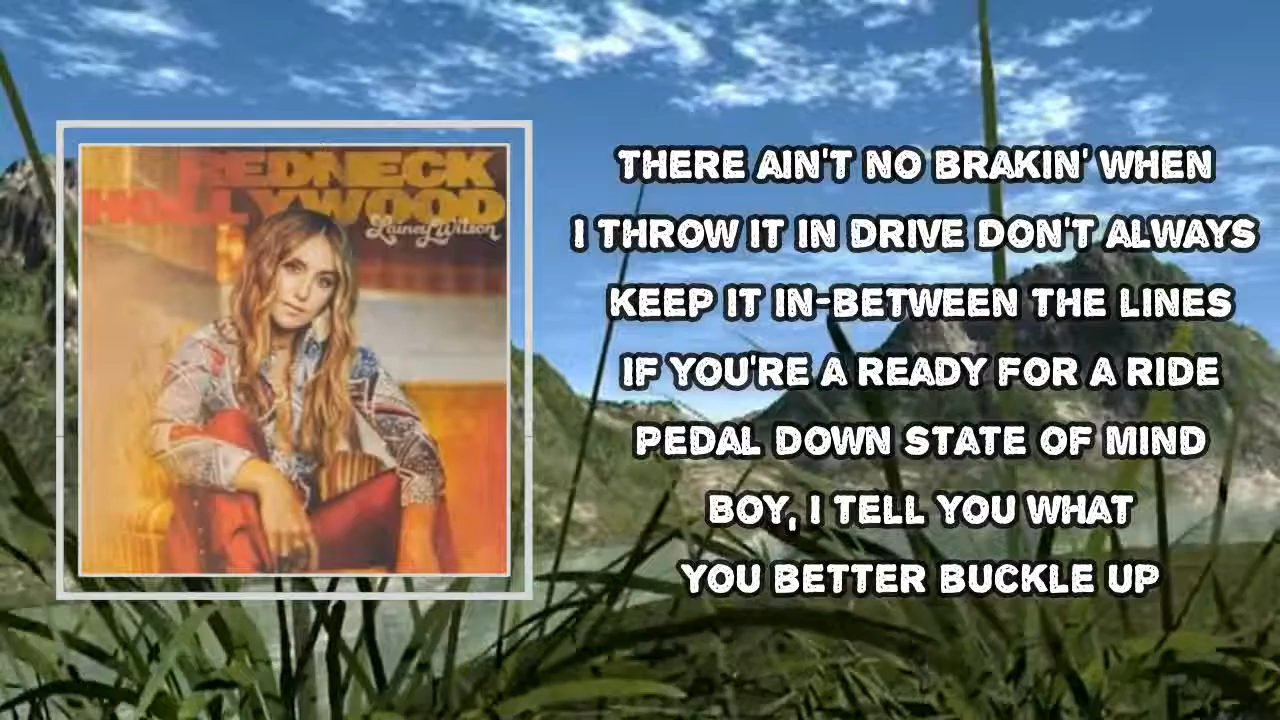 REDNECK
HOLLYWOOD
Lainey Wilson
THERE AIN'T NO BRAKIN' WHEN
I THROW IT IN DRIVE DON'T ALWAYS
KEEP IT IN-BETWEEN THE LINES
IF YOU'RE A READY FOR A RIDE
PEDAL DOWN STATE OF MIND
BOY, I TELL YOU WHAT
YOU BETTER BUCKLE UP